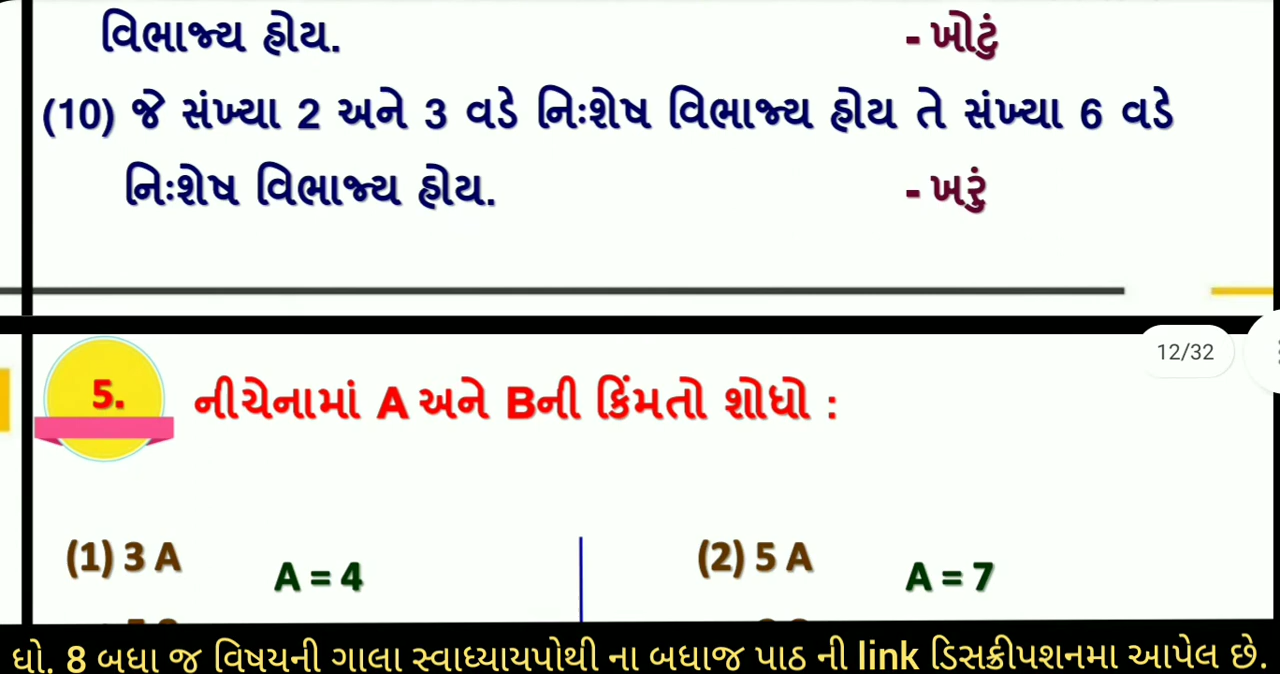 વિભાજ્ય હોય. - ખોટું
(10) જે સંખ્યા 2 અને 3 વડે નિઃશેષ વિભાજ્ય હોય તે સંખ્યા 6 વડે
નિઃશેષ વિભાજ્ય હોય. - ખરું
12/32
5. નીચેનામાં A અને Bની કિંમતો શોધો :
(1) 3 A A = 4 (2) 5 A A = 7
ધો. 8 બધા જ વિષયની ગાલા સ્વાધ્યાયપોથી ના બધાજ પાઠ ની link ડિસક્રીપશનમા આપેલ છે.